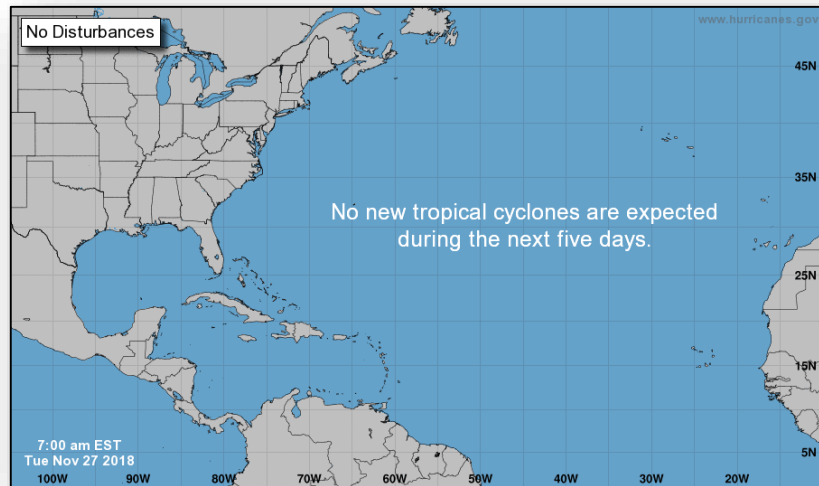 No Disturbances
www.hurricanes.gov
45N
35N
No new tropical cyclones are expected
during the next five days.
25N
15N
7:00 am EST
Tue Nov 27 2018
5N
100W 90W 80W 70W 60W 50W 40W 30W 20W